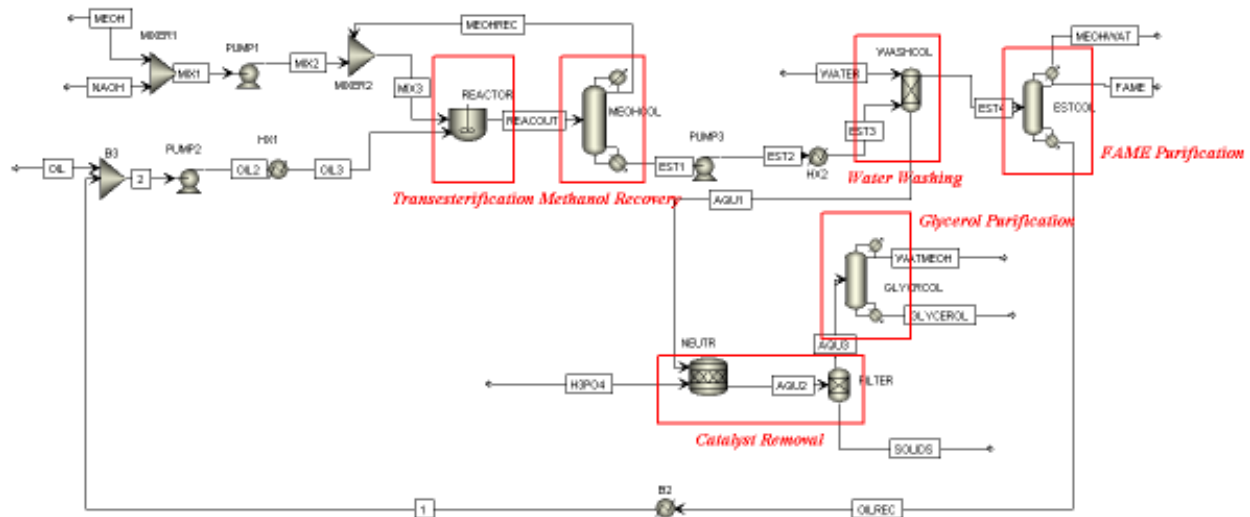 MEOH
MIXER1
NAOH
MIX1
PUMP1
MIX2
MEOHREC
MIXER2
MIX3
REACTOR
REACOUT
MEOHCOL
WASHCOL
WATER
MEOHWAT
FAME
EST4
ESTCOL
FAME Purification
OIL
B3
2
PUMP2
OIL2
HX1
OIL3
EST1
PUMP3
EST2
HX2
EST3
Water Washing
Transesterification
Methanol Recovery
AQU1
Glycerol Purification
WATMEOH
GLYCRCOL
GLYCEROL
AQU3
NEUTR
H3PO4
AQU2
FILTER
Catalyst Removal
SOLIDS
1
B2
OILREC